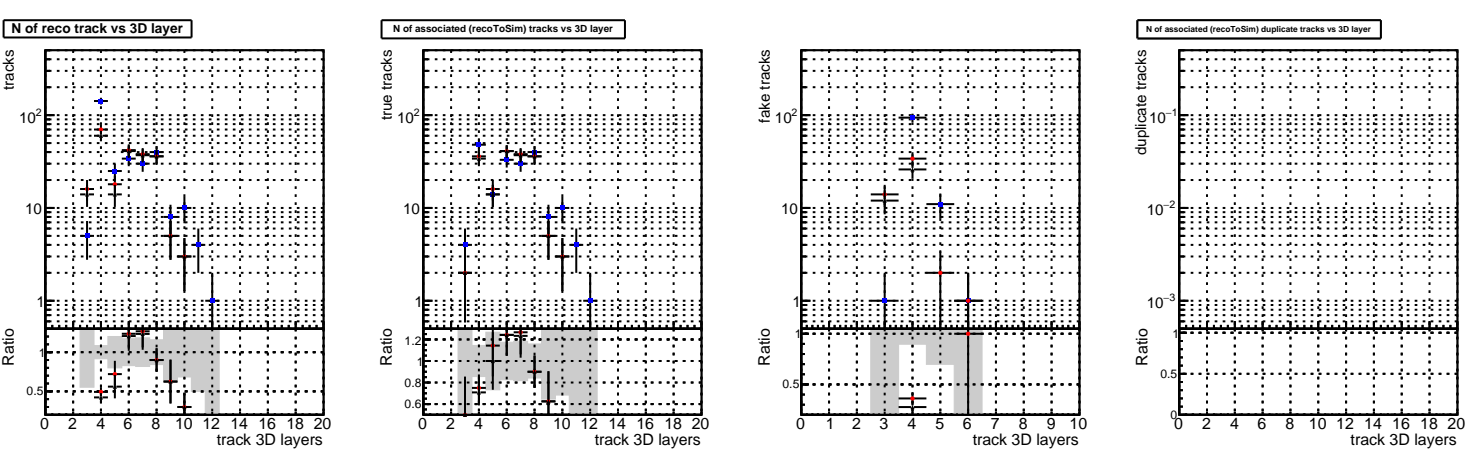 N of reco track vs 3D layer
tracks
10²
10
1
Ratio
1
0.5
0 2 4 6 8 10 12 14 16 18 20
track 3D layers
N of associated (recoToSim) tracks vs 3D layer
true tracks
10²
10
1
Ratio
1.2
1
0.8
0.6
0 2 4 6 8 10 12 14 16 18 20
track 3D layers
fake tracks
10²
10
1
Ratio
1
0.5
0 1 2 3 4 5 6 7 8 9 10
track 3D layers
N of associated (recoToSim) duplicate tracks vs 3D layer
duplicate tracks
10⁻¹
10⁻²
10⁻³
Ratio
1
0.5
0
0 2 4 6 8 10 12 14 16 18 20
track 3D layers